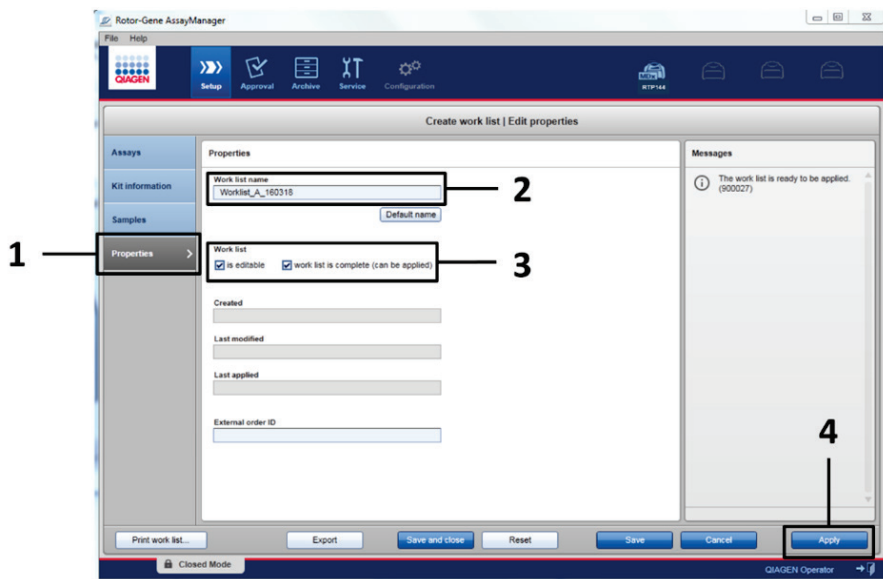 Rotor-Gene AssayManager
File Help
QIAGEN
Setup Approval Archive Service Configuration
RTP144
Create work list | Edit properties
Assays
Kit information
Samples
Properties
Properties
Work list name
Worklist_A_160318
Default name
Work list
is editable work list is complete (can be applied)
Created
Last modified
Last applied
External order ID
Messages
The work list is ready to be applied.
(900027)
1
2
3
4
Print work list... Export Save and close Reset Save Cancel Apply
Closed Mode
QIAGEN Operator